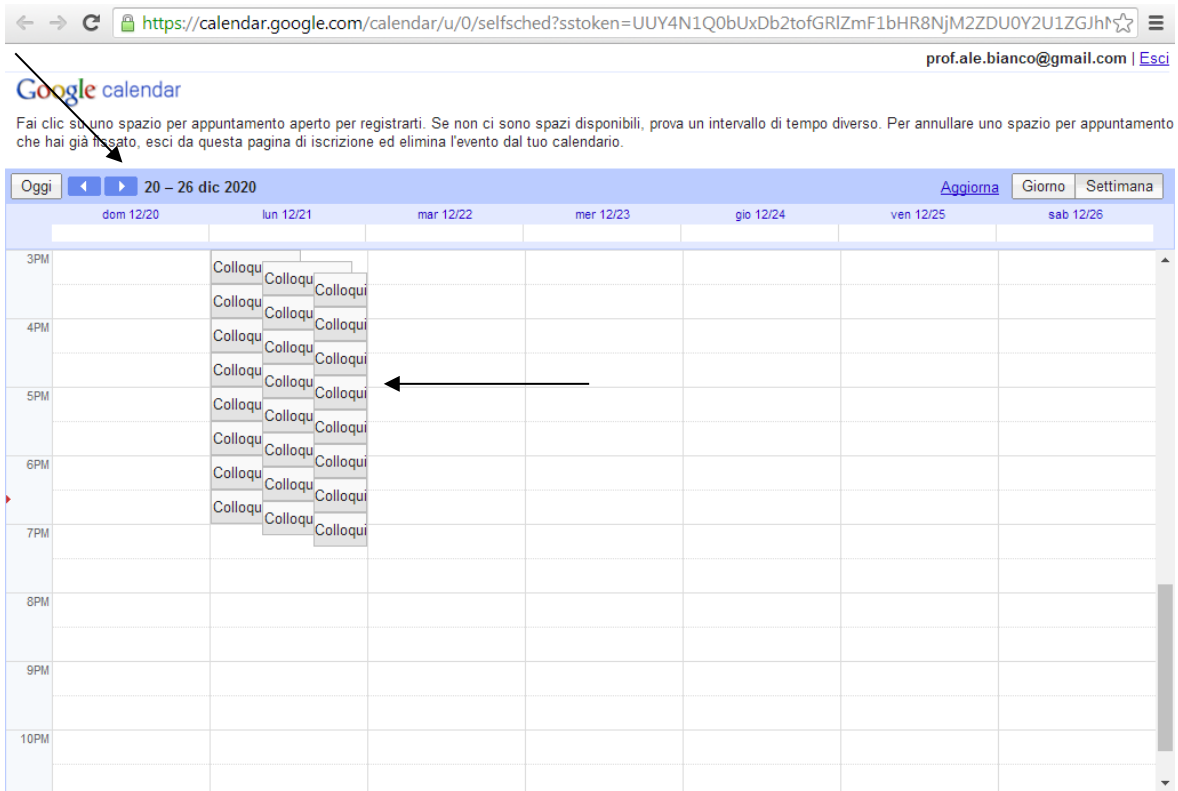 https://calendar.google.com/calendar/u/0/selfsched?sstoken=UUY4N1Q0bUxDb2tofGRlZmF1bHR8NjM2ZDU0Y2U1ZGJh
prof.ale.bianco@gmail.com | Esci
Google calendar
Fai clic su uno spazio per appuntamento aperto per registrarti. Se non ci sono spazi disponibili, prova un intervallo di tempo diverso. Per annullare uno spazio per appuntamento
che hai già fissato, esci da questa pagina di iscrizione ed elimina l'evento dal tuo calendario.
Oggi 20 – 26 dic 2020 Aggiorna Giorno Settimana
dom 12/20 lun 12/21 mar 12/22 mer 12/23 gio 12/24 ven 12/25 sab 12/26
3PM
Colloqu
Colloqu
Colloqui
Colloqu
Colloqu
4PM
Colloqui
Colloqu
Colloqu
Colloqui
Colloqu
Colloqu
5PM
Colloqui
Colloqu
Colloqu
Colloqui
Colloqu
Colloqu
6PM
Colloqui
Colloqu
Colloqu
Colloqui
Colloqu
Colloqu
7PM
Colloqui
8PM
9PM
10PM